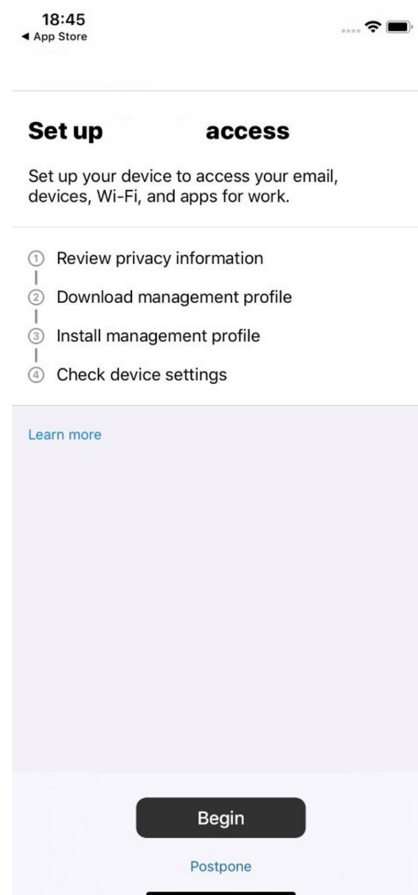 18:45
◀ App Store
Set up access
Set up your device to access your email,
devices, Wi-Fi, and apps for work.
1 Review privacy information
2 Download management profile
3 Install management profile
4 Check device settings
Learn more
Begin
Postpone